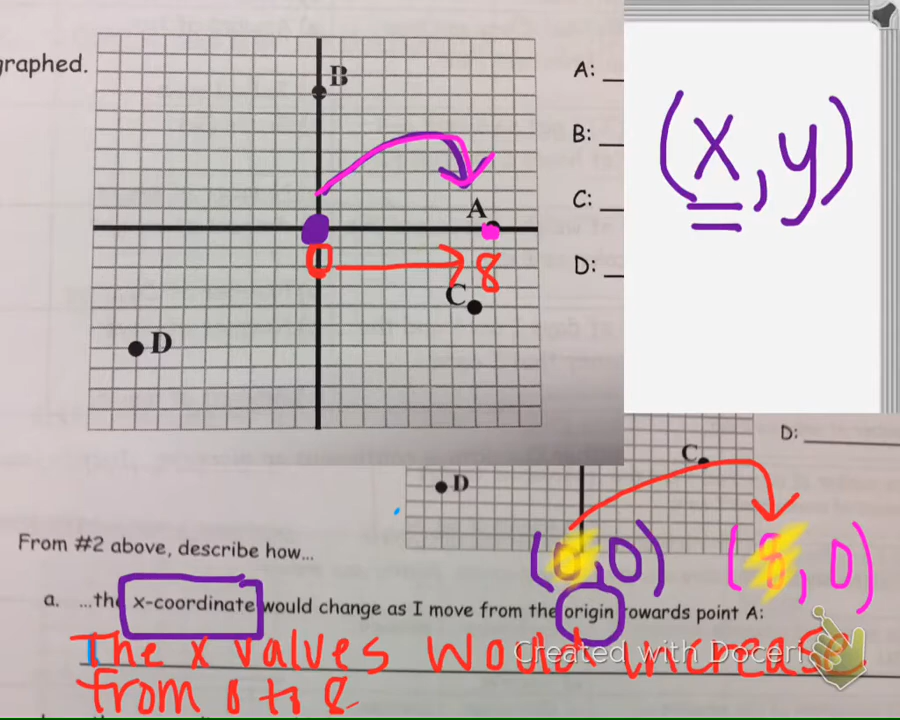 graphed.
B
A
0 8
C
D
A:
B:
C:
D:
(x, y)
D:
C
D
(0, 0) (8, 0)
From #2 above, describe how...
a. ...the x-coordinate would change as I move from the origin towards point A:
The x values would increase
from 0 to 8
Created with Doceri